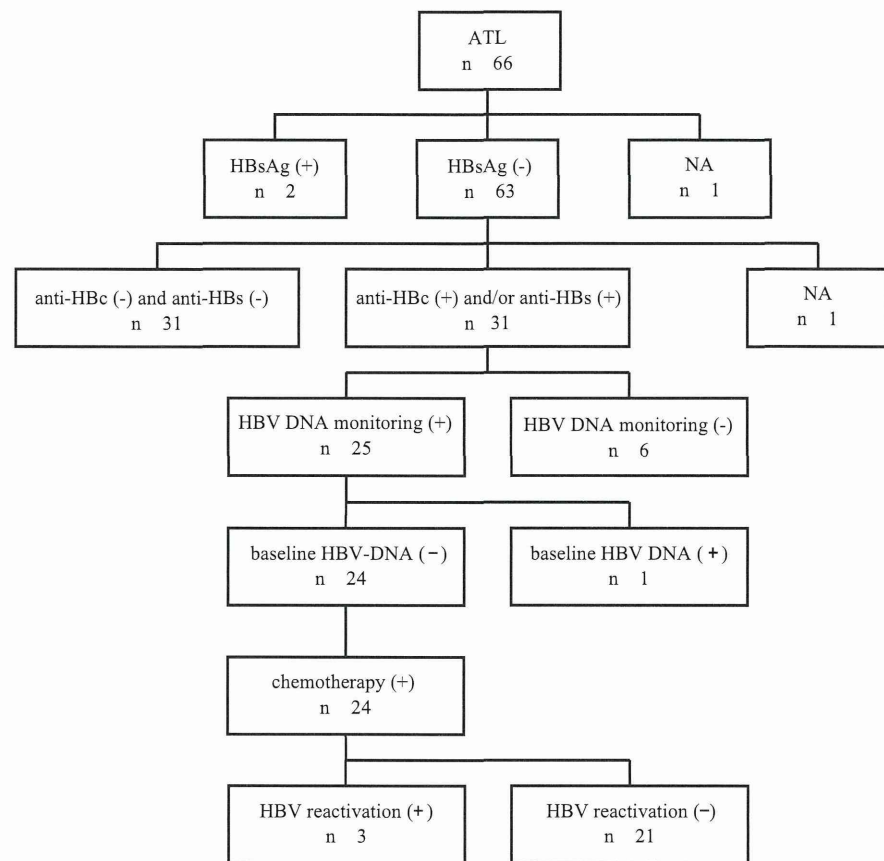 ATL
n 66
HBsAg (+)
n 2
HBsAg (-)
n 63
NA
n 1
anti-HBc (-) and anti-HBs (-)
n 31
anti-HBc (+) and/or anti-HBs (+)
n 31
NA
n 1
HBV DNA monitoring (+)
n 25
HBV DNA monitoring (-)
n 6
baseline HBV-DNA (−)
n 24
baseline HBV DNA (+)
n 1
chemotherapy (+)
n 24
HBV reactivation (+)
n 3
HBV reactivation (−)
n 21